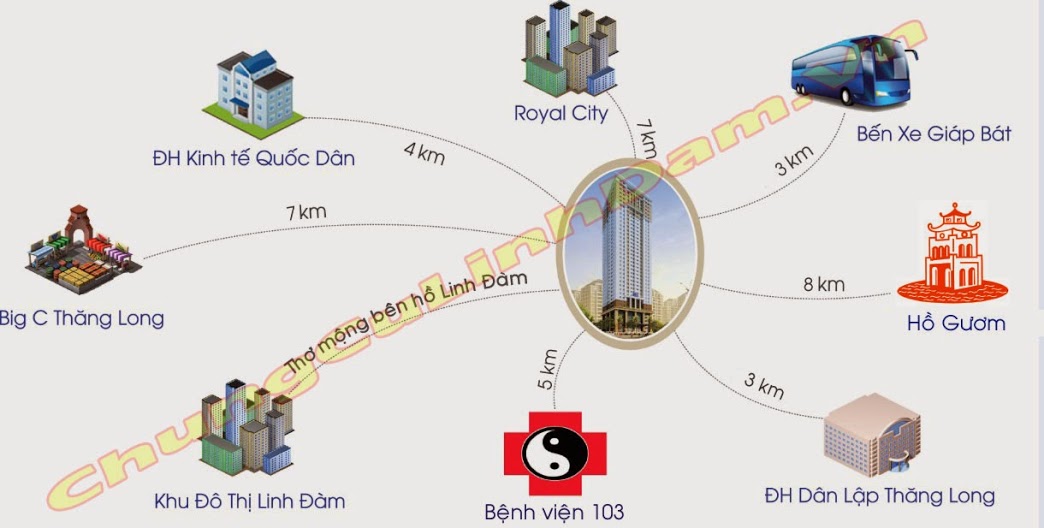 Royal City
Bến Xe Giáp Bát
ĐH Kinh tế Quốc Dân
4 km
7 km
3 km
7 km
Big C Thăng Long
8 km
Hồ Gươm
Thơ mộng bên hồ Linh Đàm
5 km
3 km
Khu Đô Thị Linh Đàm
Bệnh viện 103
ĐH Dân Lập Thăng Long
ChungCuLinhDam.vn